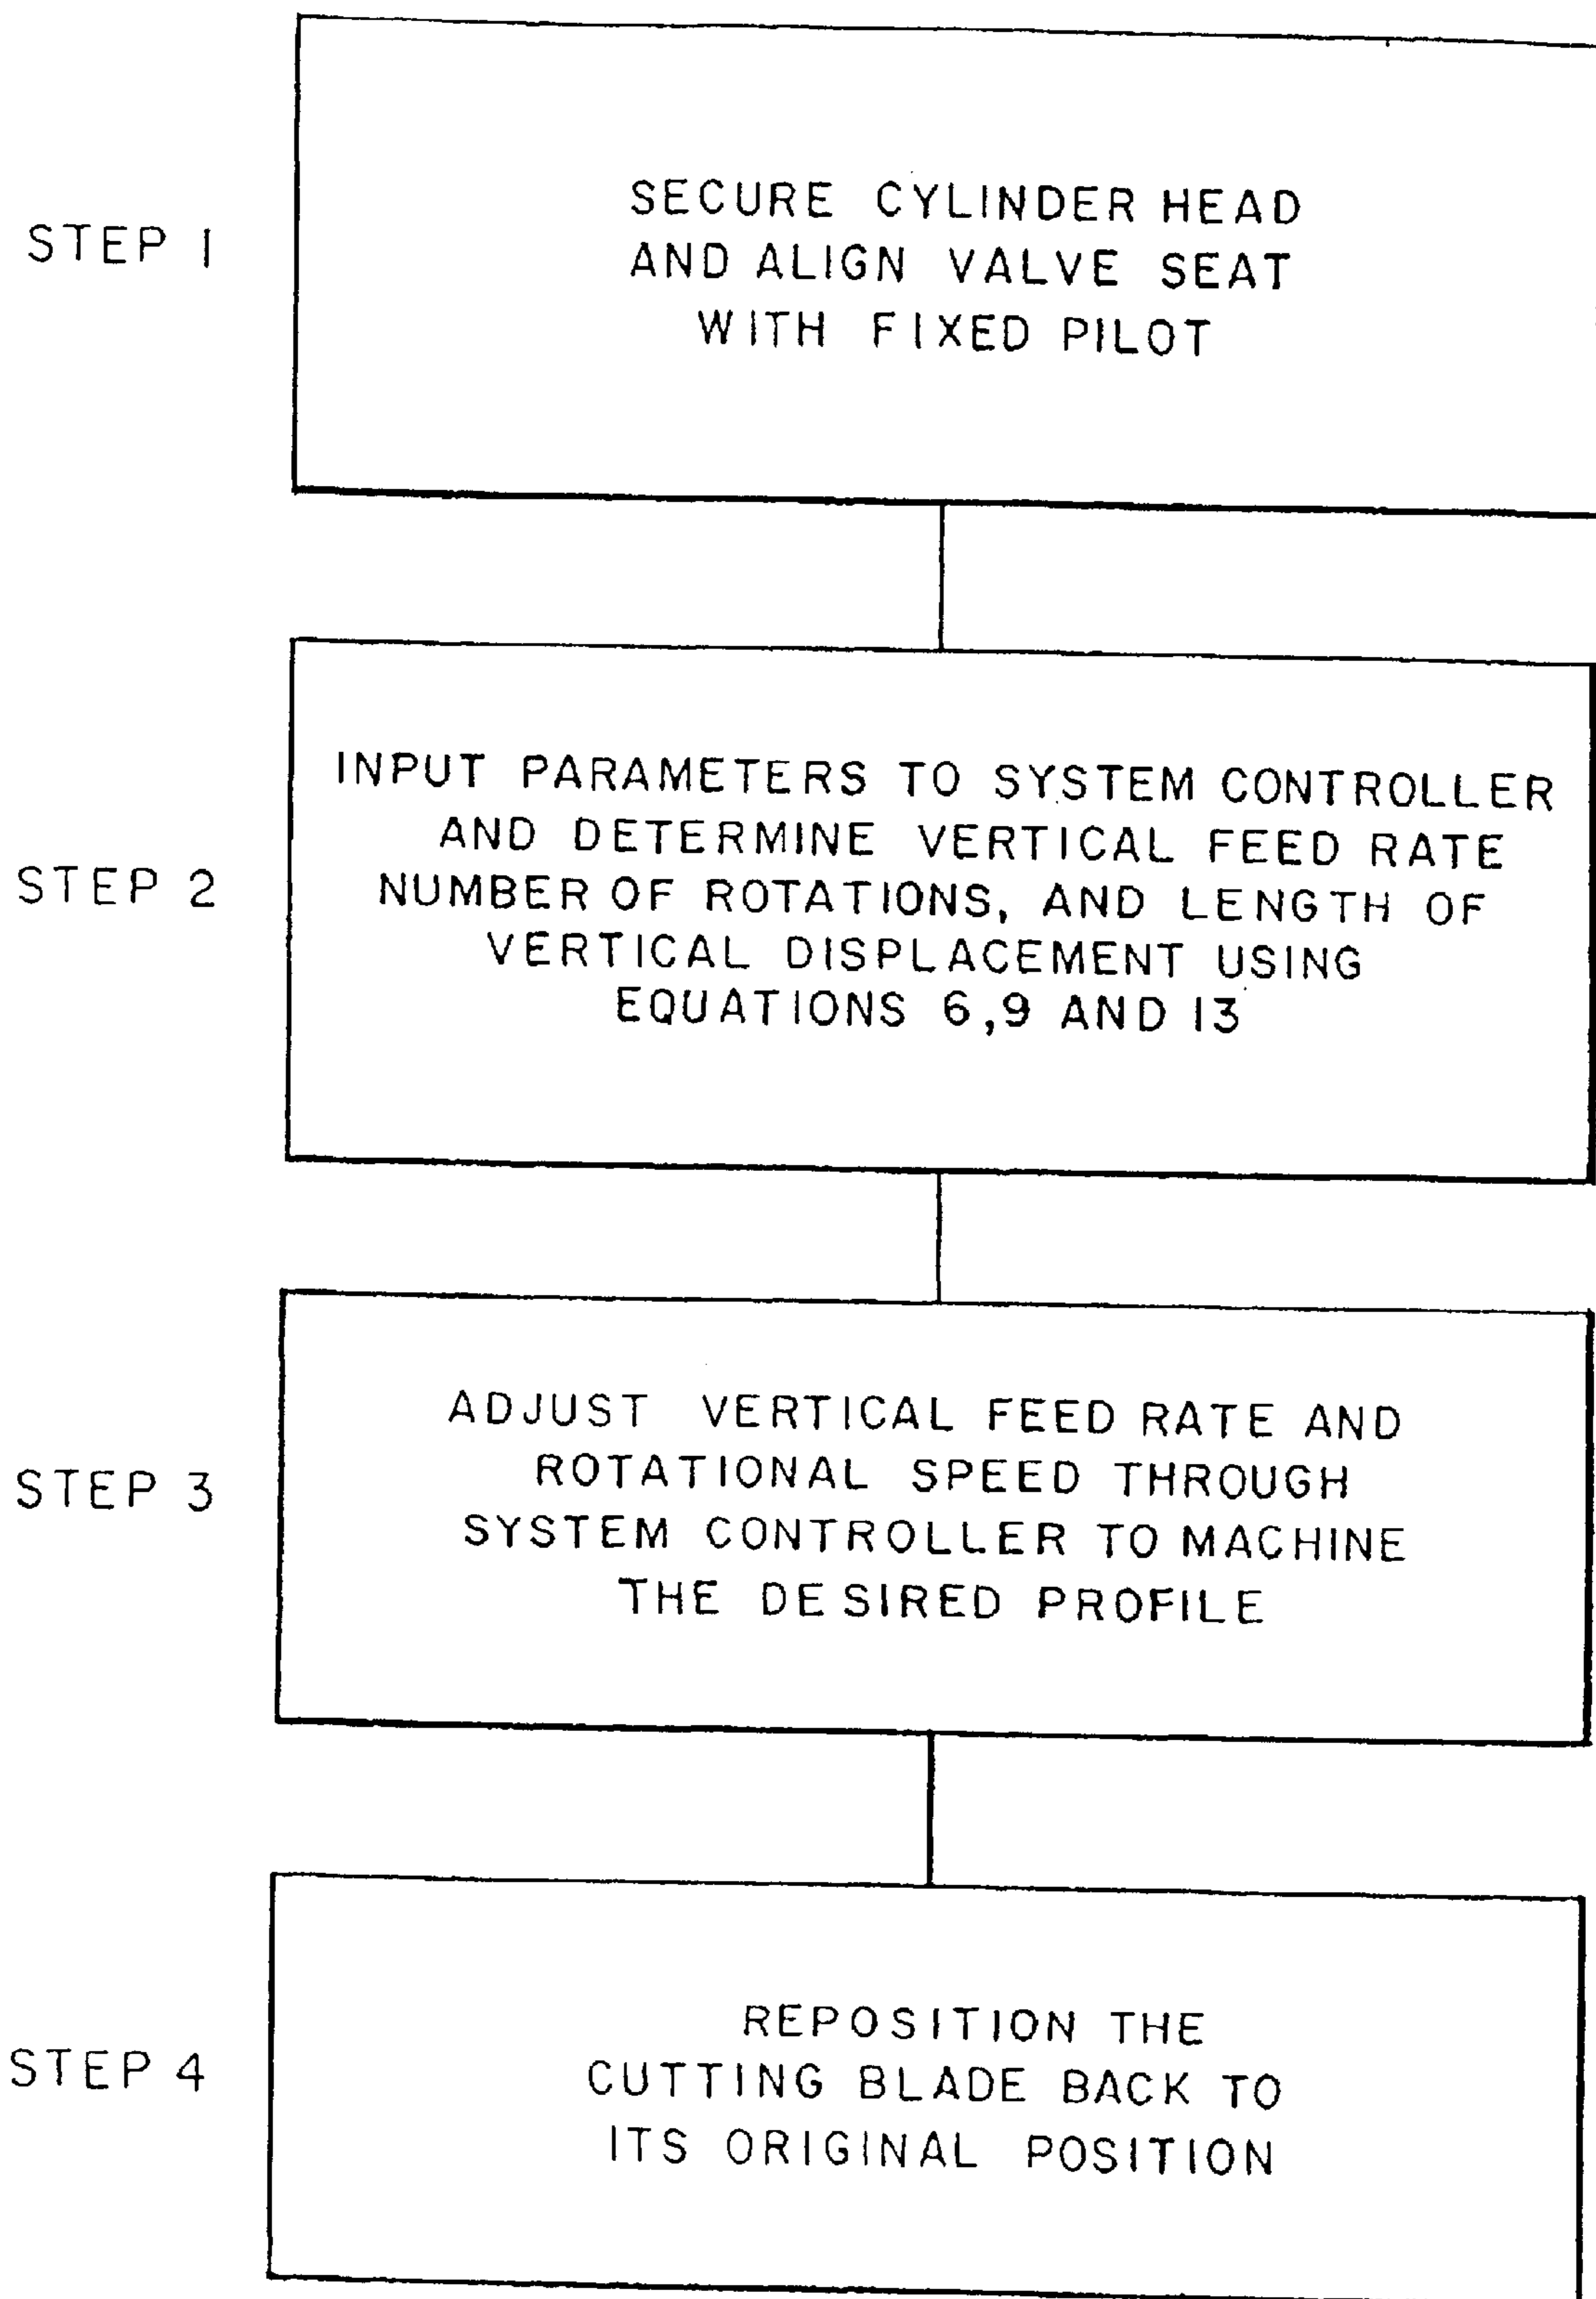 STEP 1
SECURE CYLINDER HEAD
AND ALIGN VALVE SEAT
WITH FIXED PILOT
STEP 2
INPUT PARAMETERS TO SYSTEM CONTROLLER
AND DETERMINE VERTICAL FEED RATE
NUMBER OF ROTATIONS, AND LENGTH OF
VERTICAL DISPLACEMENT USING
EQUATIONS 6,9 AND 13
STEP 3
ADJUST VERTICAL FEED RATE AND
ROTATIONAL SPEED THROUGH
SYSTEM CONTROLLER TO MACHINE
THE DESIRED PROFILE
STEP 4
REPOSITION THE
CUTTING BLADE BACK TO
ITS ORIGINAL POSITION